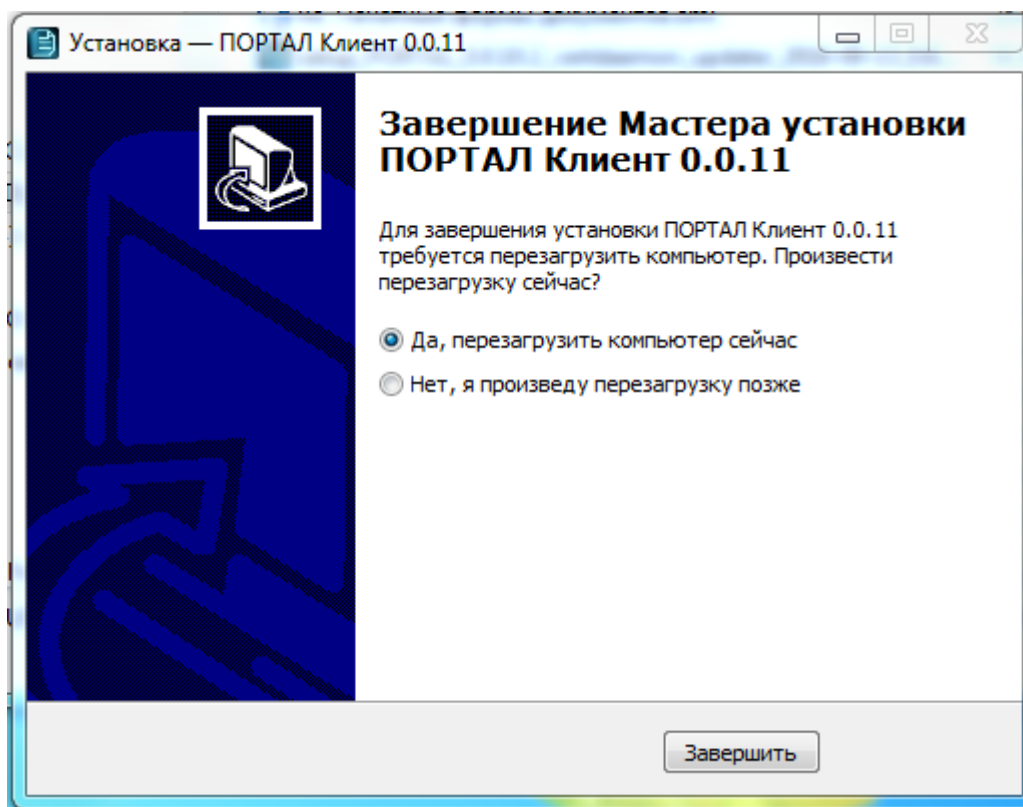 Установка — ПОРТАЛ Клиент 0.0.11
Завершение Мастера установки
ПОРТАЛ Клиент 0.0.11
Для завершения установки ПОРТАЛ Клиент 0.0.11
требуется перезагрузить компьютер. Произвести
перезагрузку сейчас?
Да, перезагрузить компьютер сейчас
Нет, я произведу перезагрузку позже
Завершить